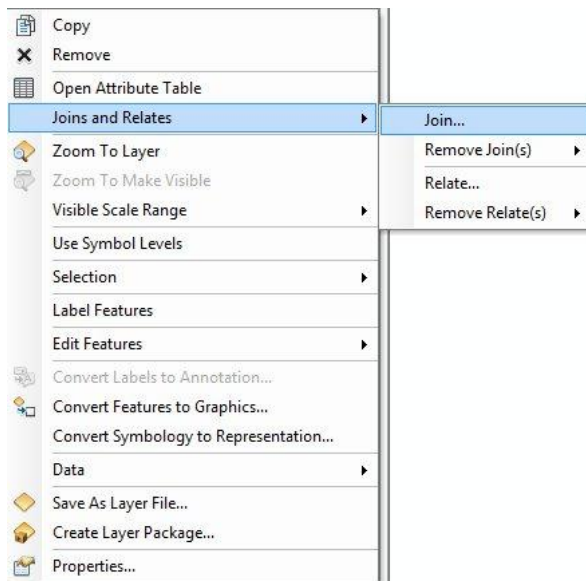 Copy
Remove
Open Attribute Table
Joins and Relates
Join...
Remove Join(s)
Relate...
Remove Relate(s)
Zoom To Layer
Zoom To Make Visible
Visible Scale Range
Use Symbol Levels
Selection
Label Features
Edit Features
Convert Labels to Annotation...
Convert Features to Graphics...
Convert Symbology to Representation...
Data
Save As Layer File...
Create Layer Package...
Properties...